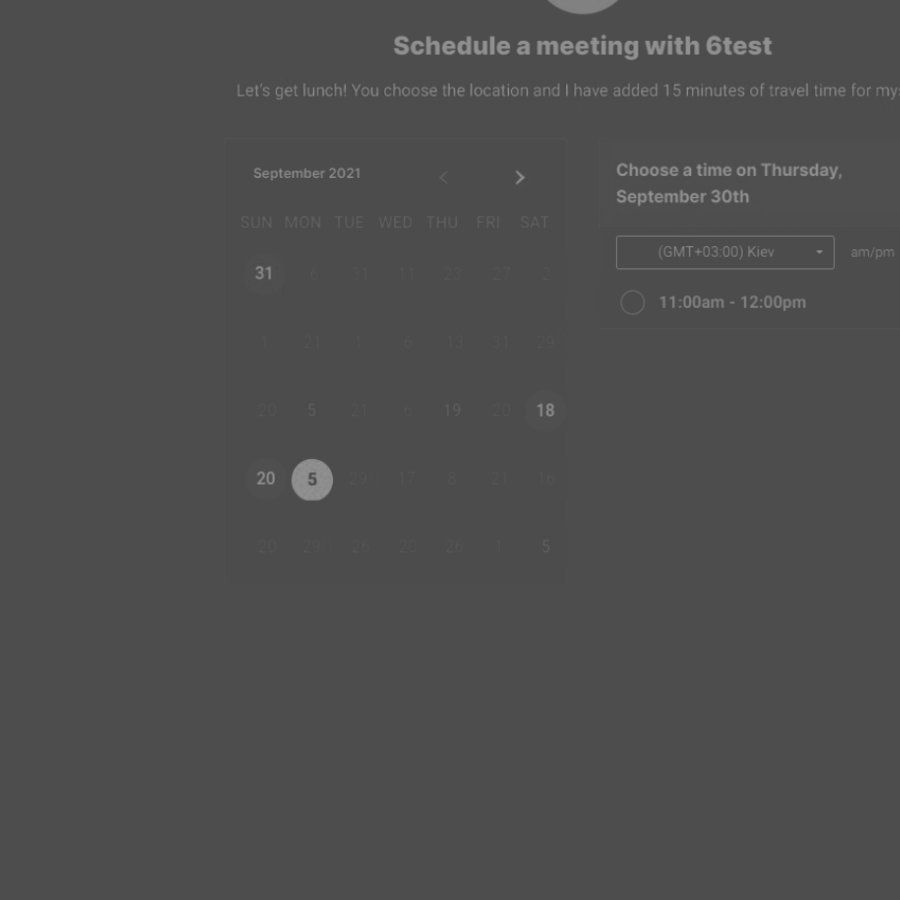 Schedule a meeting with 6test
Let's get lunch! You choose the location and I have added 15 minutes of travel time for
September 2021
SUN MON TUE WED THU FRI SAT
31 6 31 11 23 27 2
1 21 1 6 13 31 29
20 5 21 6 19 20 18
20 5 29 17 8 21 16
20 29 26 20 26 1 5
Choose a time on Thursday,
September 30th
(GMT+03:00) Kiev
am/pm
11:00am - 12:00pm